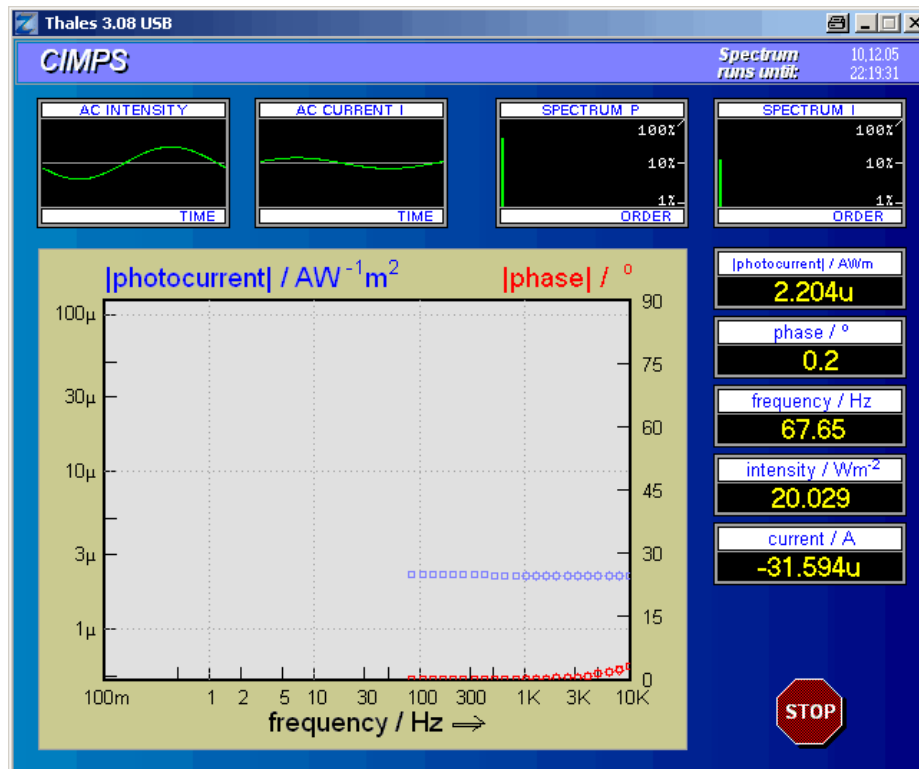 Thales 3.08 USB
CIMPS
Spectrum
runs until:
10,12.05
22:19:31
AC INTENSITY
TIME
AC CURRENT I
TIME
SPECTRUM P
100%
10%
1%
ORDER
SPECTRUM I
100%
10%
1%
ORDER
|photocurrent| / AW⁻¹m²
|phase| / °
100μ
30μ
10μ
3μ
1μ
90
75
60
45
30
15
0
100m 1 2 5 10 30 100 300 1K 3K 10K
frequency / Hz ⇒
|photocurrent| / AWm
2.204u
phase / °
0.2
frequency / Hz
67.65
intensity / Wm⁻²
20.029
current / A
-31.594u
STOP